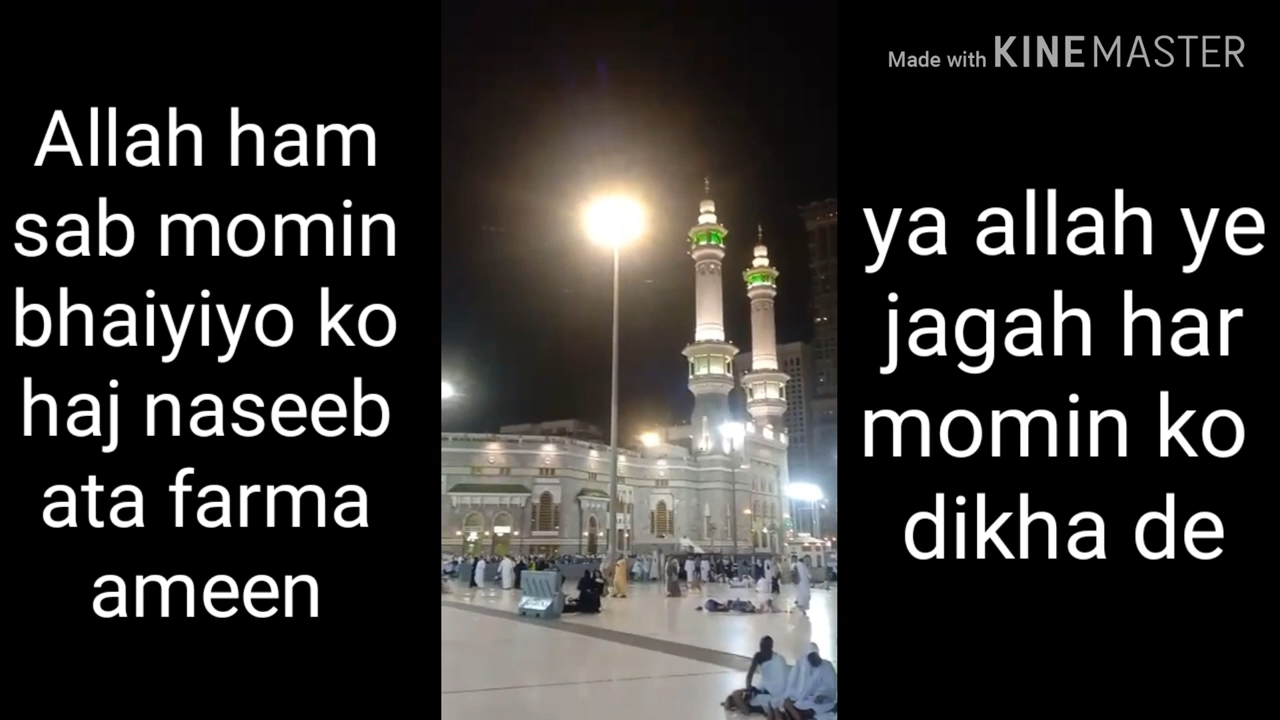 Allah ham
sab momin
bhaiyiyo ko
haj naseeb
ata farma
ameen
Made with KINEMASTER
ya allah ye
jagah har
momin ko
dikha de